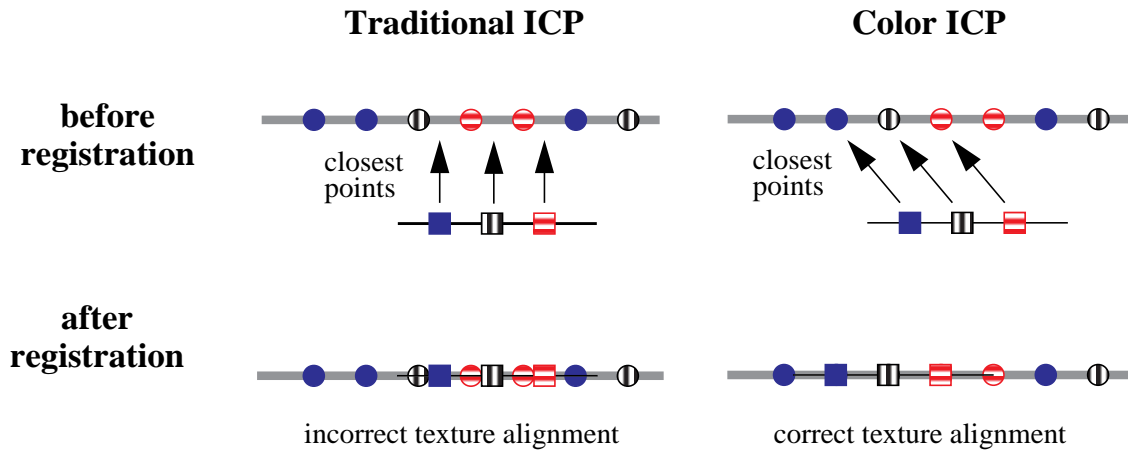 Traditional ICP
Color ICP
before
registration
closest
points
closest
points
after
registration
incorrect texture alignment
correct texture alignment